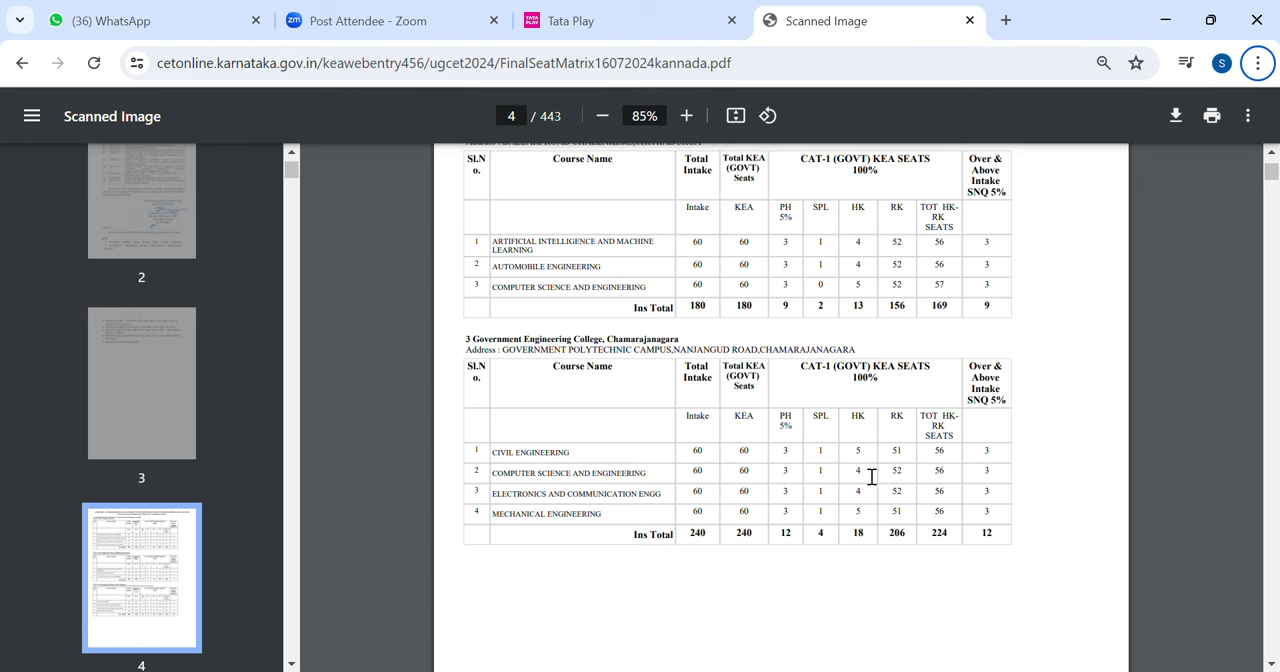 (36) WhatsApp
zm Post Attendee - Zoom
TATA PLAY Tata Play
Scanned Image
cetonline.karnataka.gov.in/keawebentry456/ugcet2024/FinalSeatMatrix16072024kannada.pdf
S
Scanned Image
4 / 443
85%
2
3
4
Sl.N o. Course Name Total Intake Total KEA (GOVT) Seats CAT-1 (GOVT) KEA SEATS 100% Over & Above Intake SNQ 5%
Intake KEA PH 5% SPL HK RK TOT HK-RK SEATS
1 ARTIFICIAL INTELLIGENCE AND MACHINE LEARNING 60 60 3 1 4 52 56 3
2 AUTOMOBILE ENGINEERING 60 60 3 1 4 52 56 3
3 COMPUTER SCIENCE AND ENGINEERING 60 60 3 0 5 52 57 3
Ins Total 180 180 9 2 13 156 169 9
3 Government Engineering College, Chamarajanagara
Address : GOVERNMENT POLYTECHNIC CAMPUS,NANJANGUD ROAD,CHAMARAJANAGARA
Sl.N o. Course Name Total Intake Total KEA (GOVT) Seats CAT-1 (GOVT) KEA SEATS 100% Over & Above Intake SNQ 5%
Intake KEA PH 5% SPL HK RK TOT HK-RK SEATS
1 CIVIL ENGINEERING 60 60 3 1 5 51 56 3
2 COMPUTER SCIENCE AND ENGINEERING 60 60 3 1 4 52 56 3
3 ELECTRONICS AND COMMUNICATION ENGG 60 60 3 1 4 52 56 3
4 MECHANICAL ENGINEERING 60 60 3 1 5 51 56 3
Ins Total 240 240 12 4 18 206 224 12